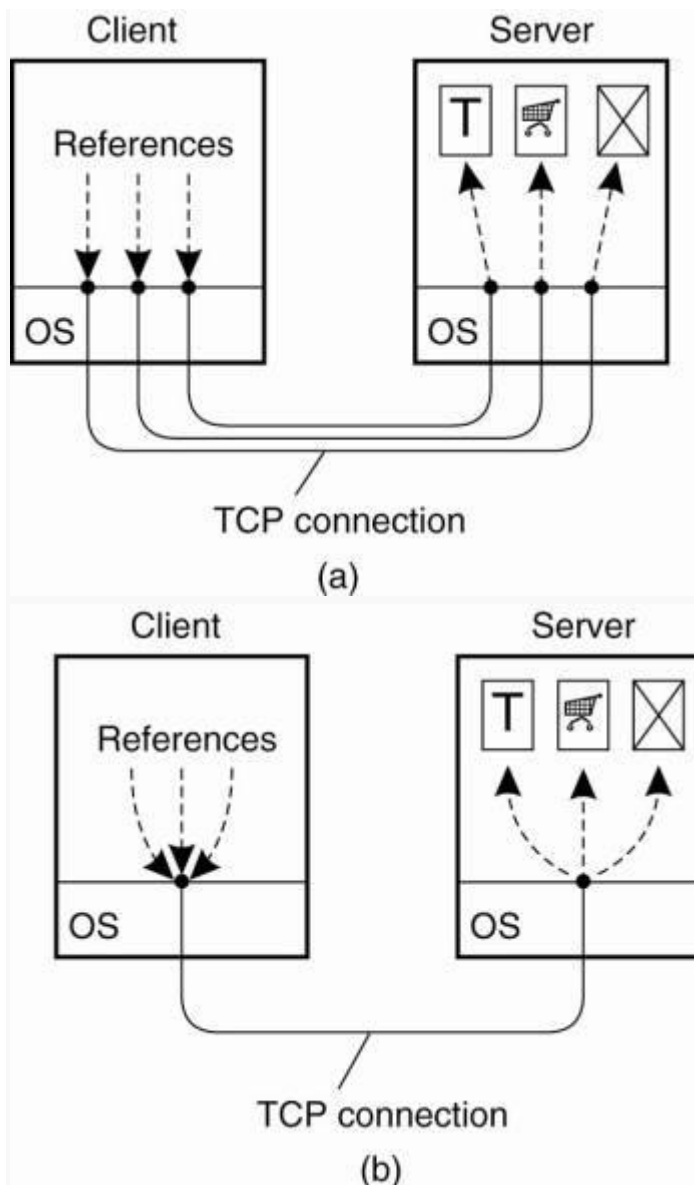 Client Server
T
References
OS OS
TCP connection
(a)
Client Server
T
References
OS OS
TCP connection
(b)